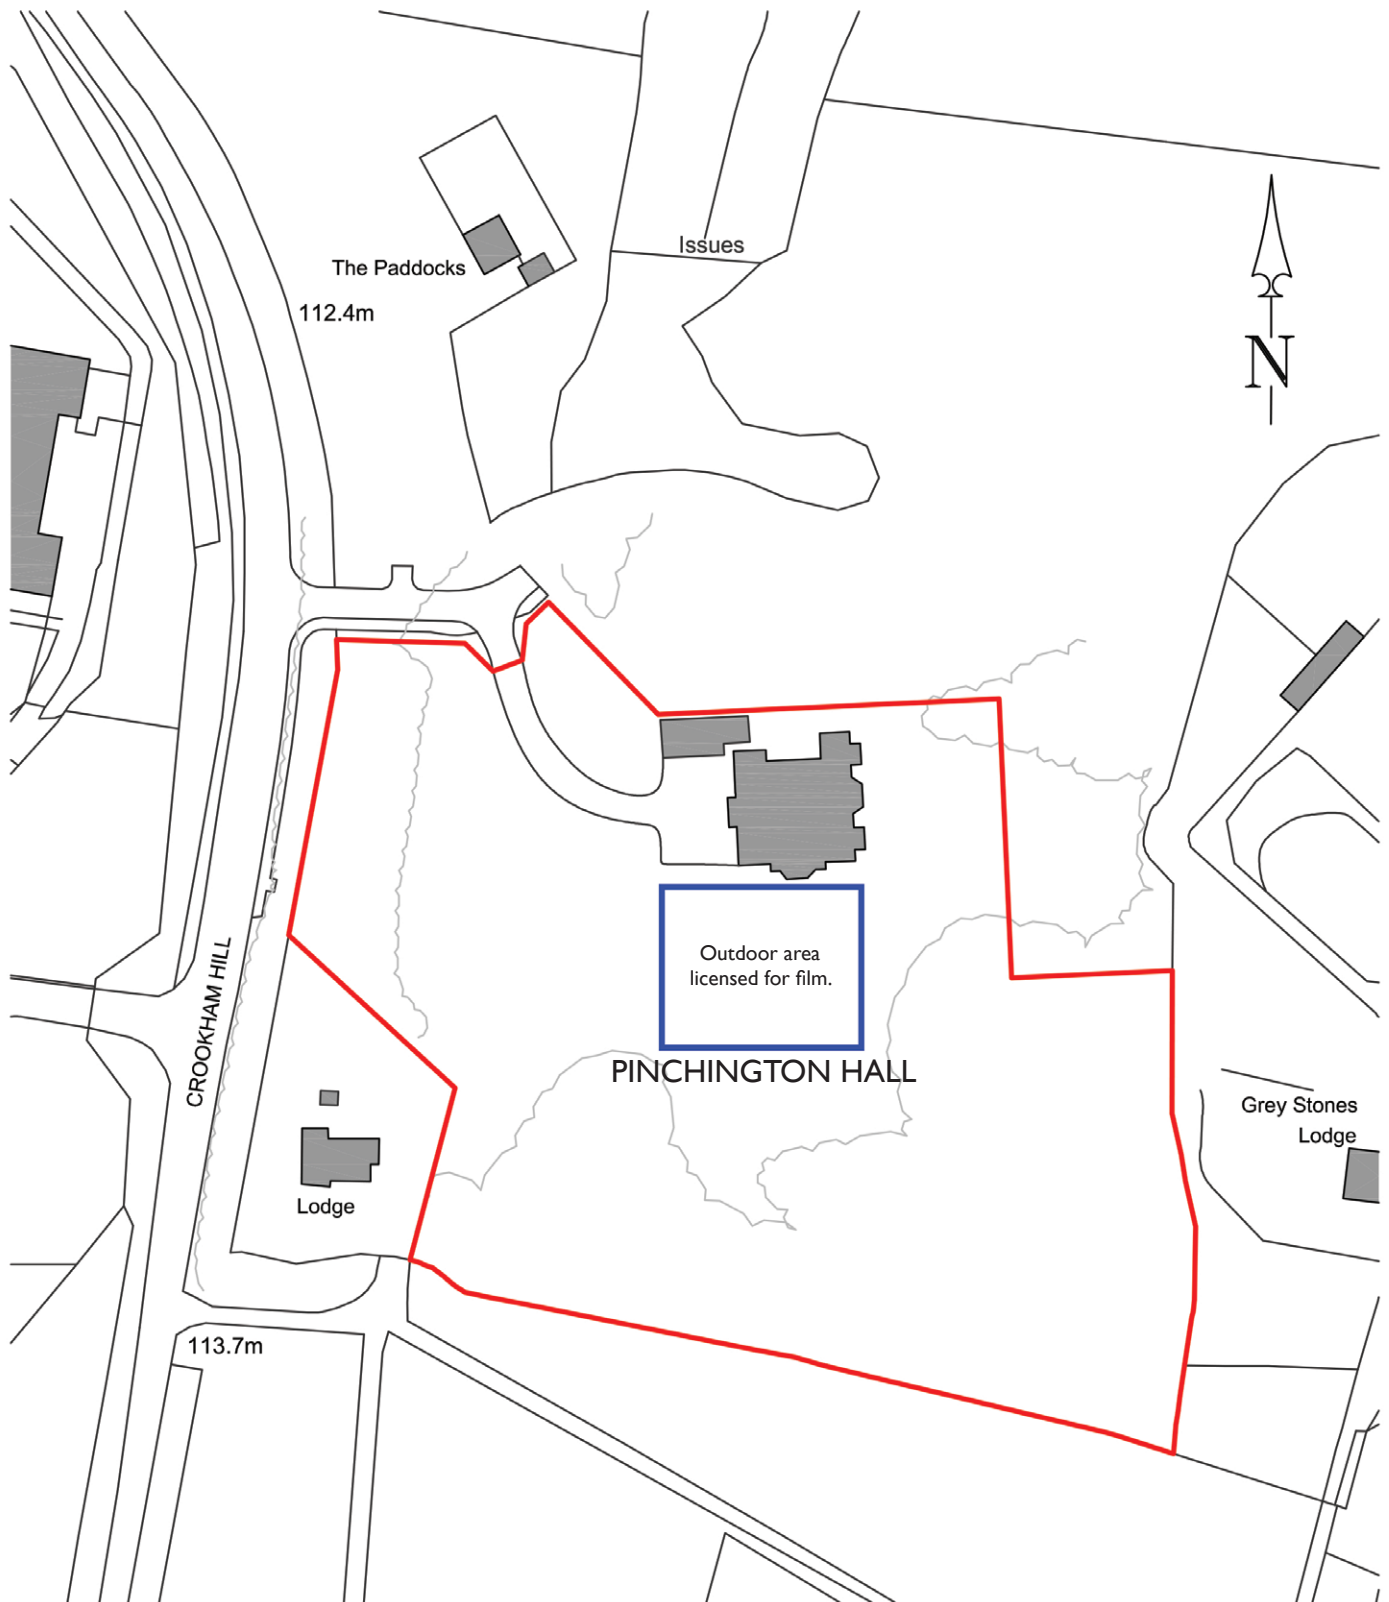 Issues
The Paddocks
112.4m
N
Outdoor area
licensed for film.
CROOKHAM HILL
PINCHINGTON HALL
Grey Stones
Lodge
Lodge
113.7m